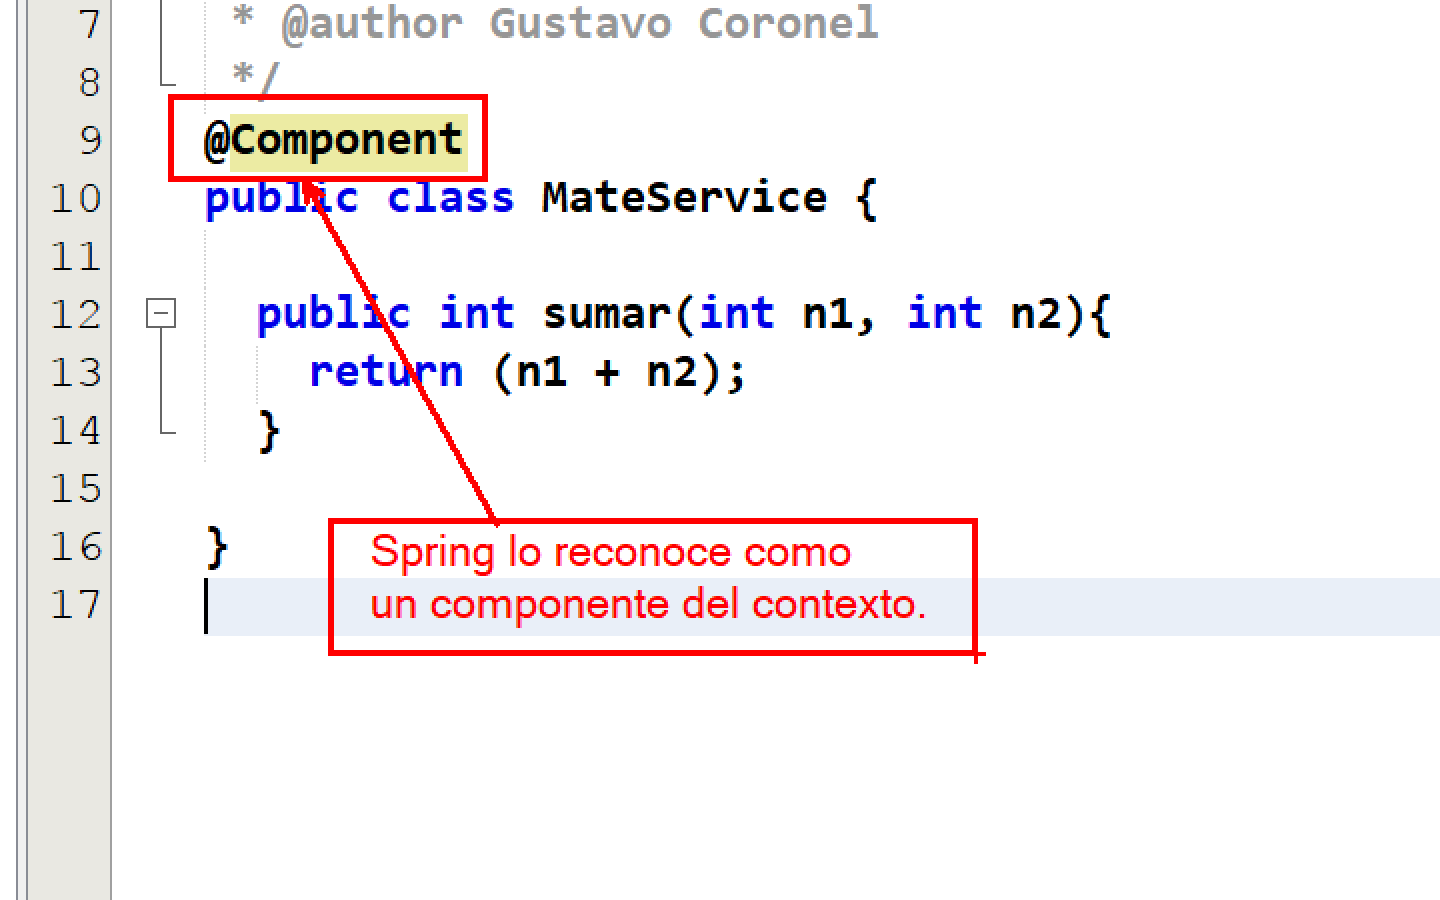 7 * @author Gustavo Coronel
8 */
9 @Component
10 public class MateService {
11
12 public int sumar(int n1, int n2){
13 return (n1 + n2);
14 }
15
16 }
17
Spring lo reconoce como
un componente del contexto.